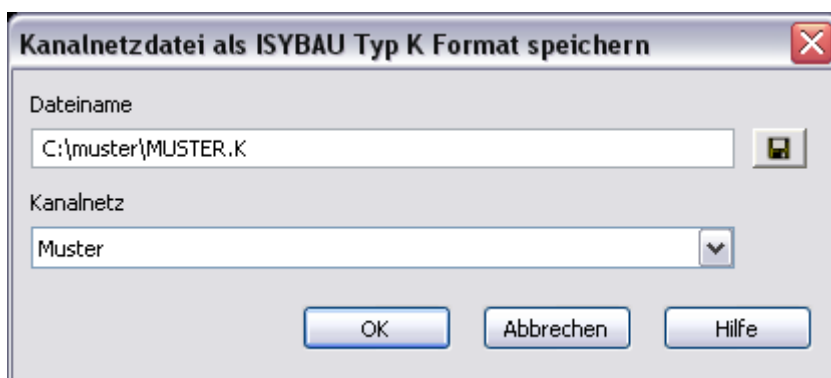 Kanalnetzdatei als ISYBAU Typ K Format speichern
Dateiname
C:\muster\MUSTER.K
Kanalnetz
Muster
OK Abbrechen Hilfe